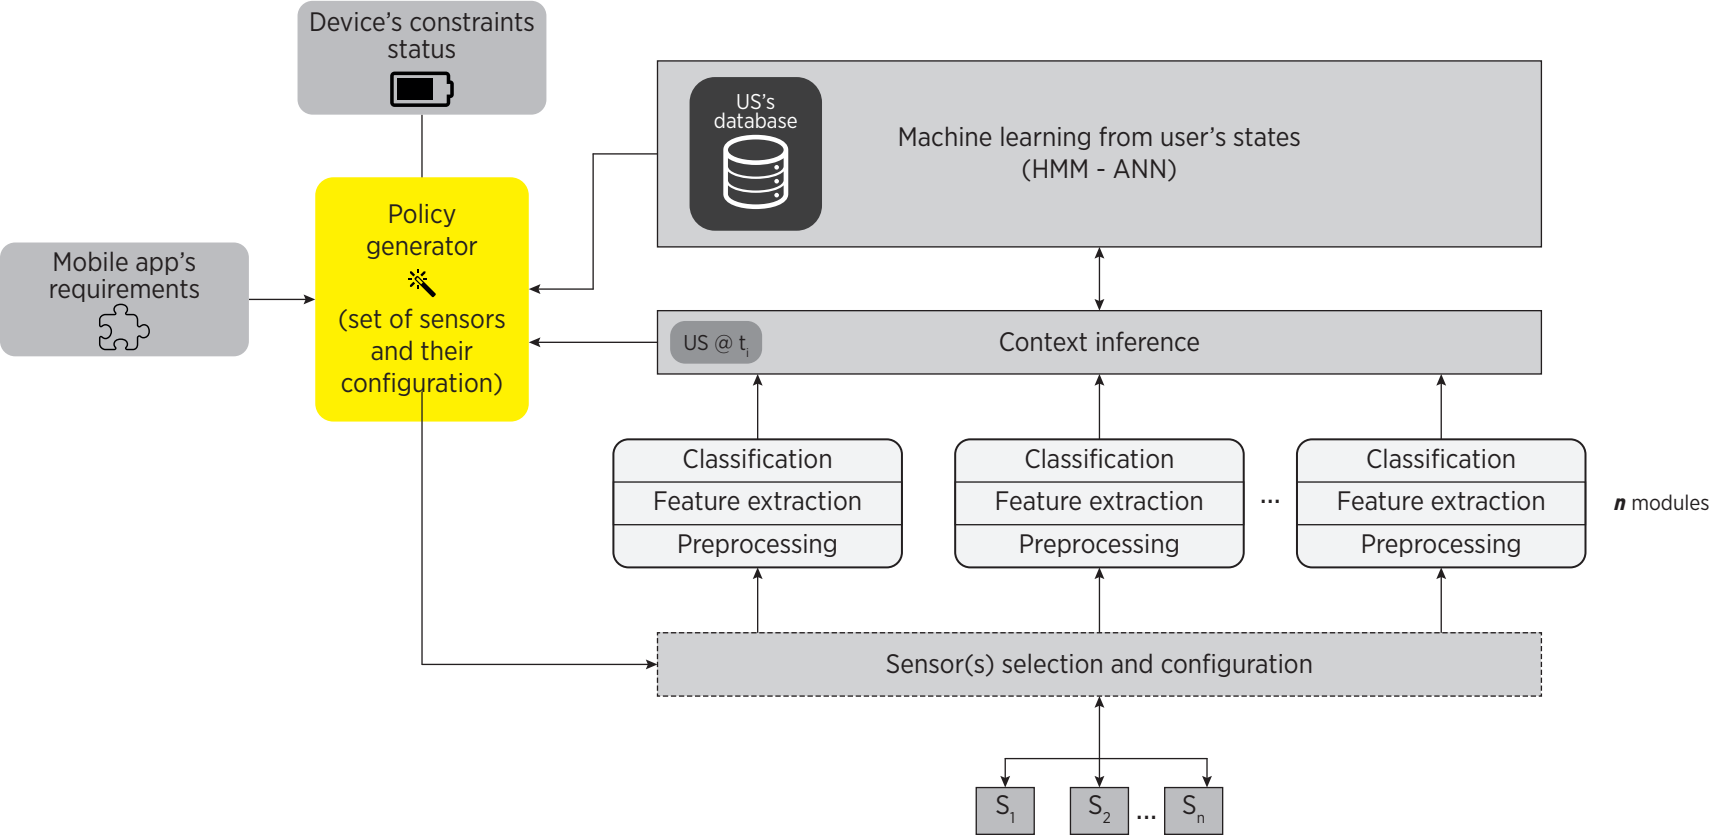 Device’s constraints
status
US’s
database
Machine learning from user’s states
(HMM - ANN)
Policy
generator
(set of sensors
and their
configuration)
Mobile app’s
requirements
US @ ti
Context inference
Classification
Feature extraction
Preprocessing
Classification
Feature extraction
Preprocessing
...
Classification
Feature extraction
Preprocessing
n modules
Sensor(s) selection and configuration
S1
S2
...
Sn